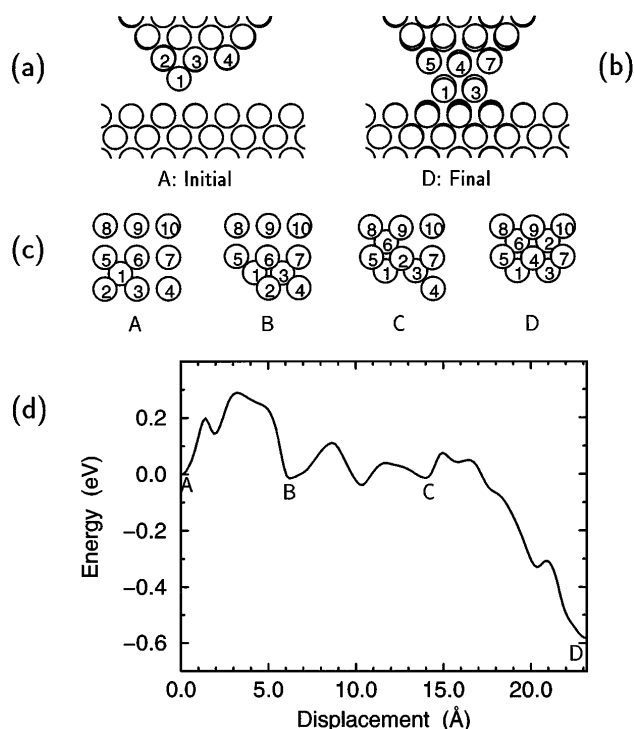 (a)
2 3 4
1
A: Initial
(b)
5 4 7
1 3
D: Final
(c)
8 9 10
5 6 7
1
2 3 4
A
8 9 10
5 6 7
1 3
2 4
B
8 9 10
6
5 2 7
1 3
4
C
8 9 10
6 2
5 4 7
1 3
D
(d)
Energy (eV)
0.2
0.0
−0.2
−0.4
−0.6
A
B
C
D
0.0 5.0 10.0 15.0 20.0
Displacement (Å)